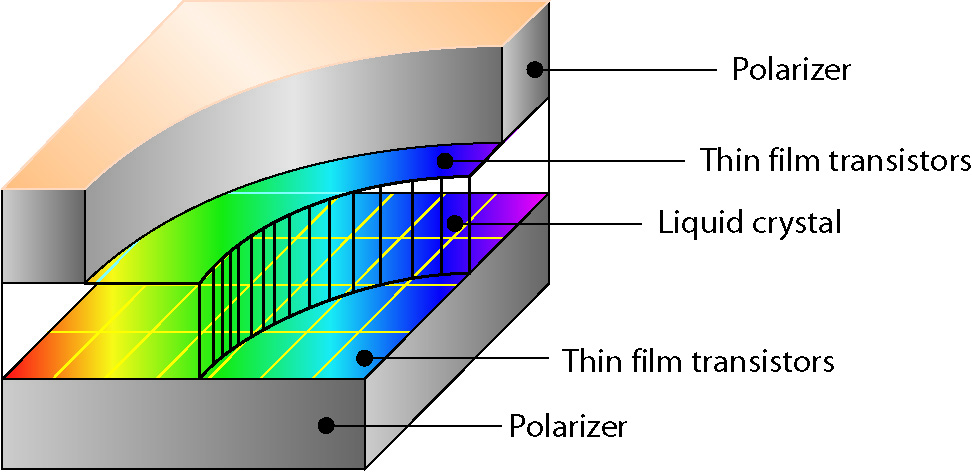 Polarizer
Thin film transistors
Liquid crystal
Thin film transistors
Polarizer